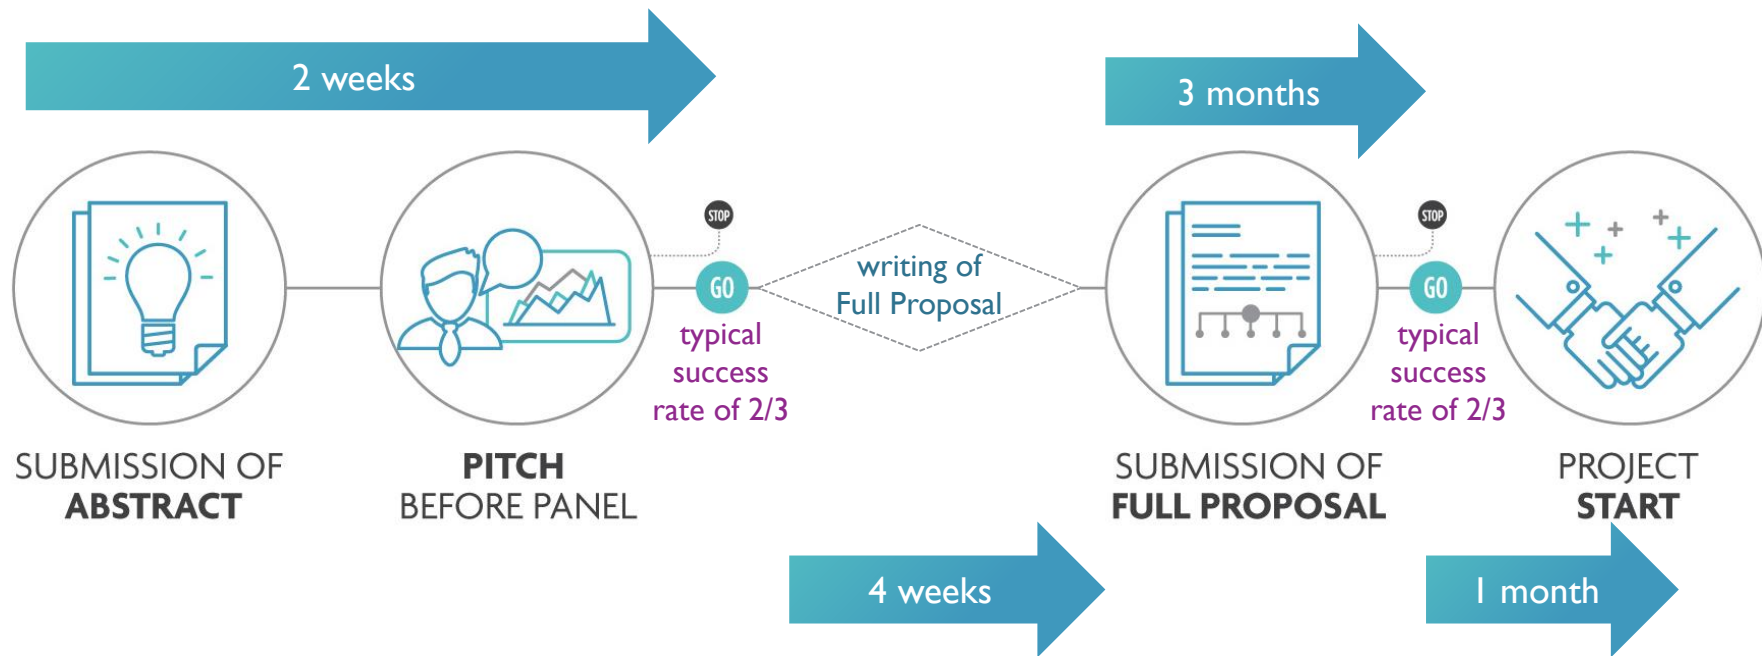 2 weeks
3 months
STOP
STOP
GO
writing of
Full Proposal
GO
typical
success
rate of 2/3
typical
success
rate of 2/3
SUBMISSION OF
ABSTRACT
PITCH
BEFORE PANEL
SUBMISSION OF
FULL PROPOSAL
PROJECT
START
4 weeks
1 month